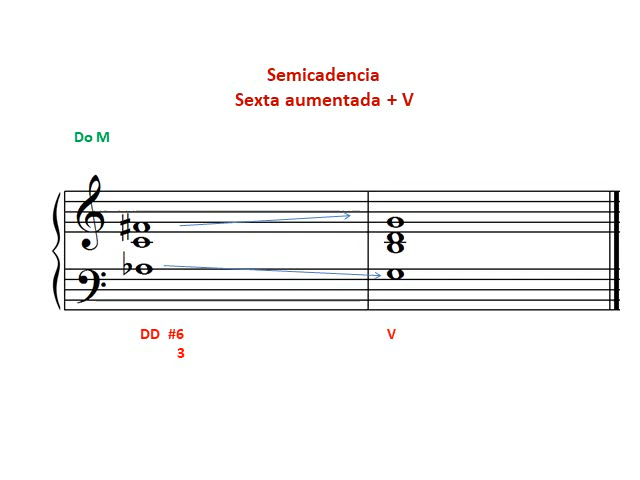 Semicadencia
Sexta aumentada + V
Do M
DD #6
3
V